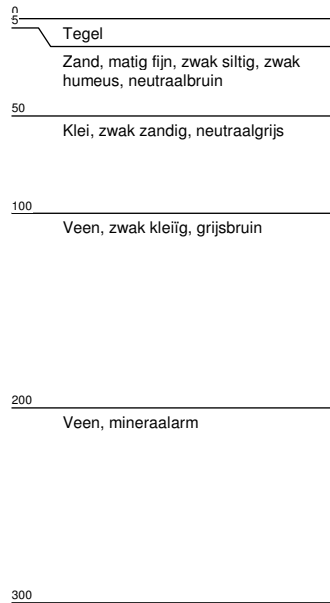 0
5
Tegel
Zand, matig fijn, zwak siltig, zwak
humeus, neutraalbruin
50
Klei, zwak zandig, neutraalgrijs
100
Veen, zwak kleiïg, grijsbruin
200
Veen, mineraalarm
300